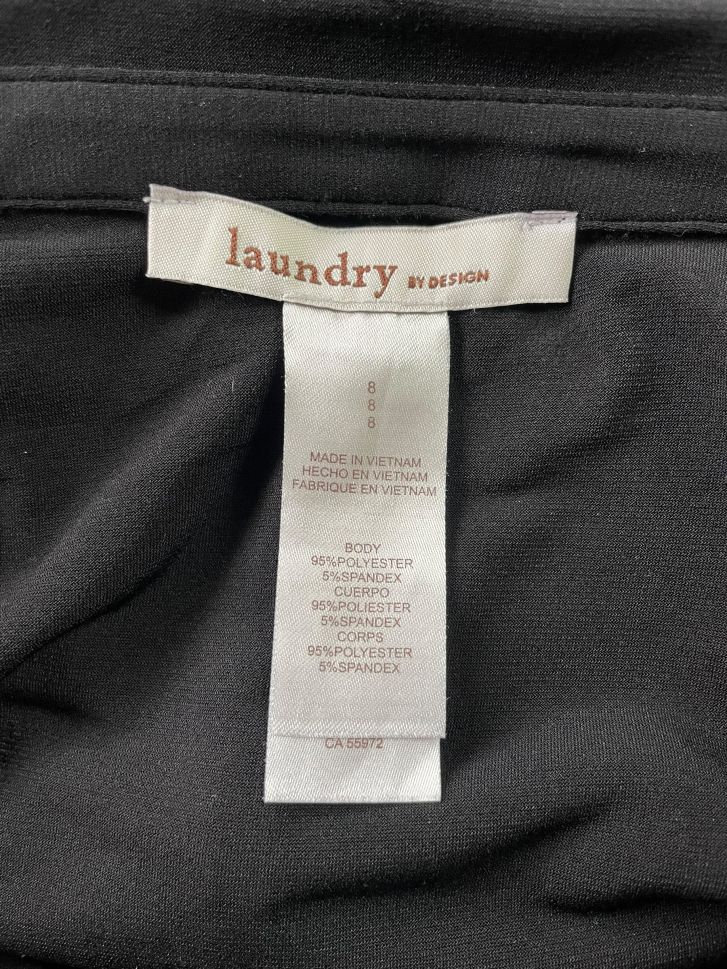 laundry BY DESIGN
8
8
8
MADE IN VIETNAM
HECHO EN VIETNAM
FABRIQUE EN VIETNAM
BODY
95%POLYESTER
5%SPANDEX
CUERPO
95%POLIESTER
5%SPANDEX
CORPS
95%POLYESTER
5%SPANDEX
CA 55972